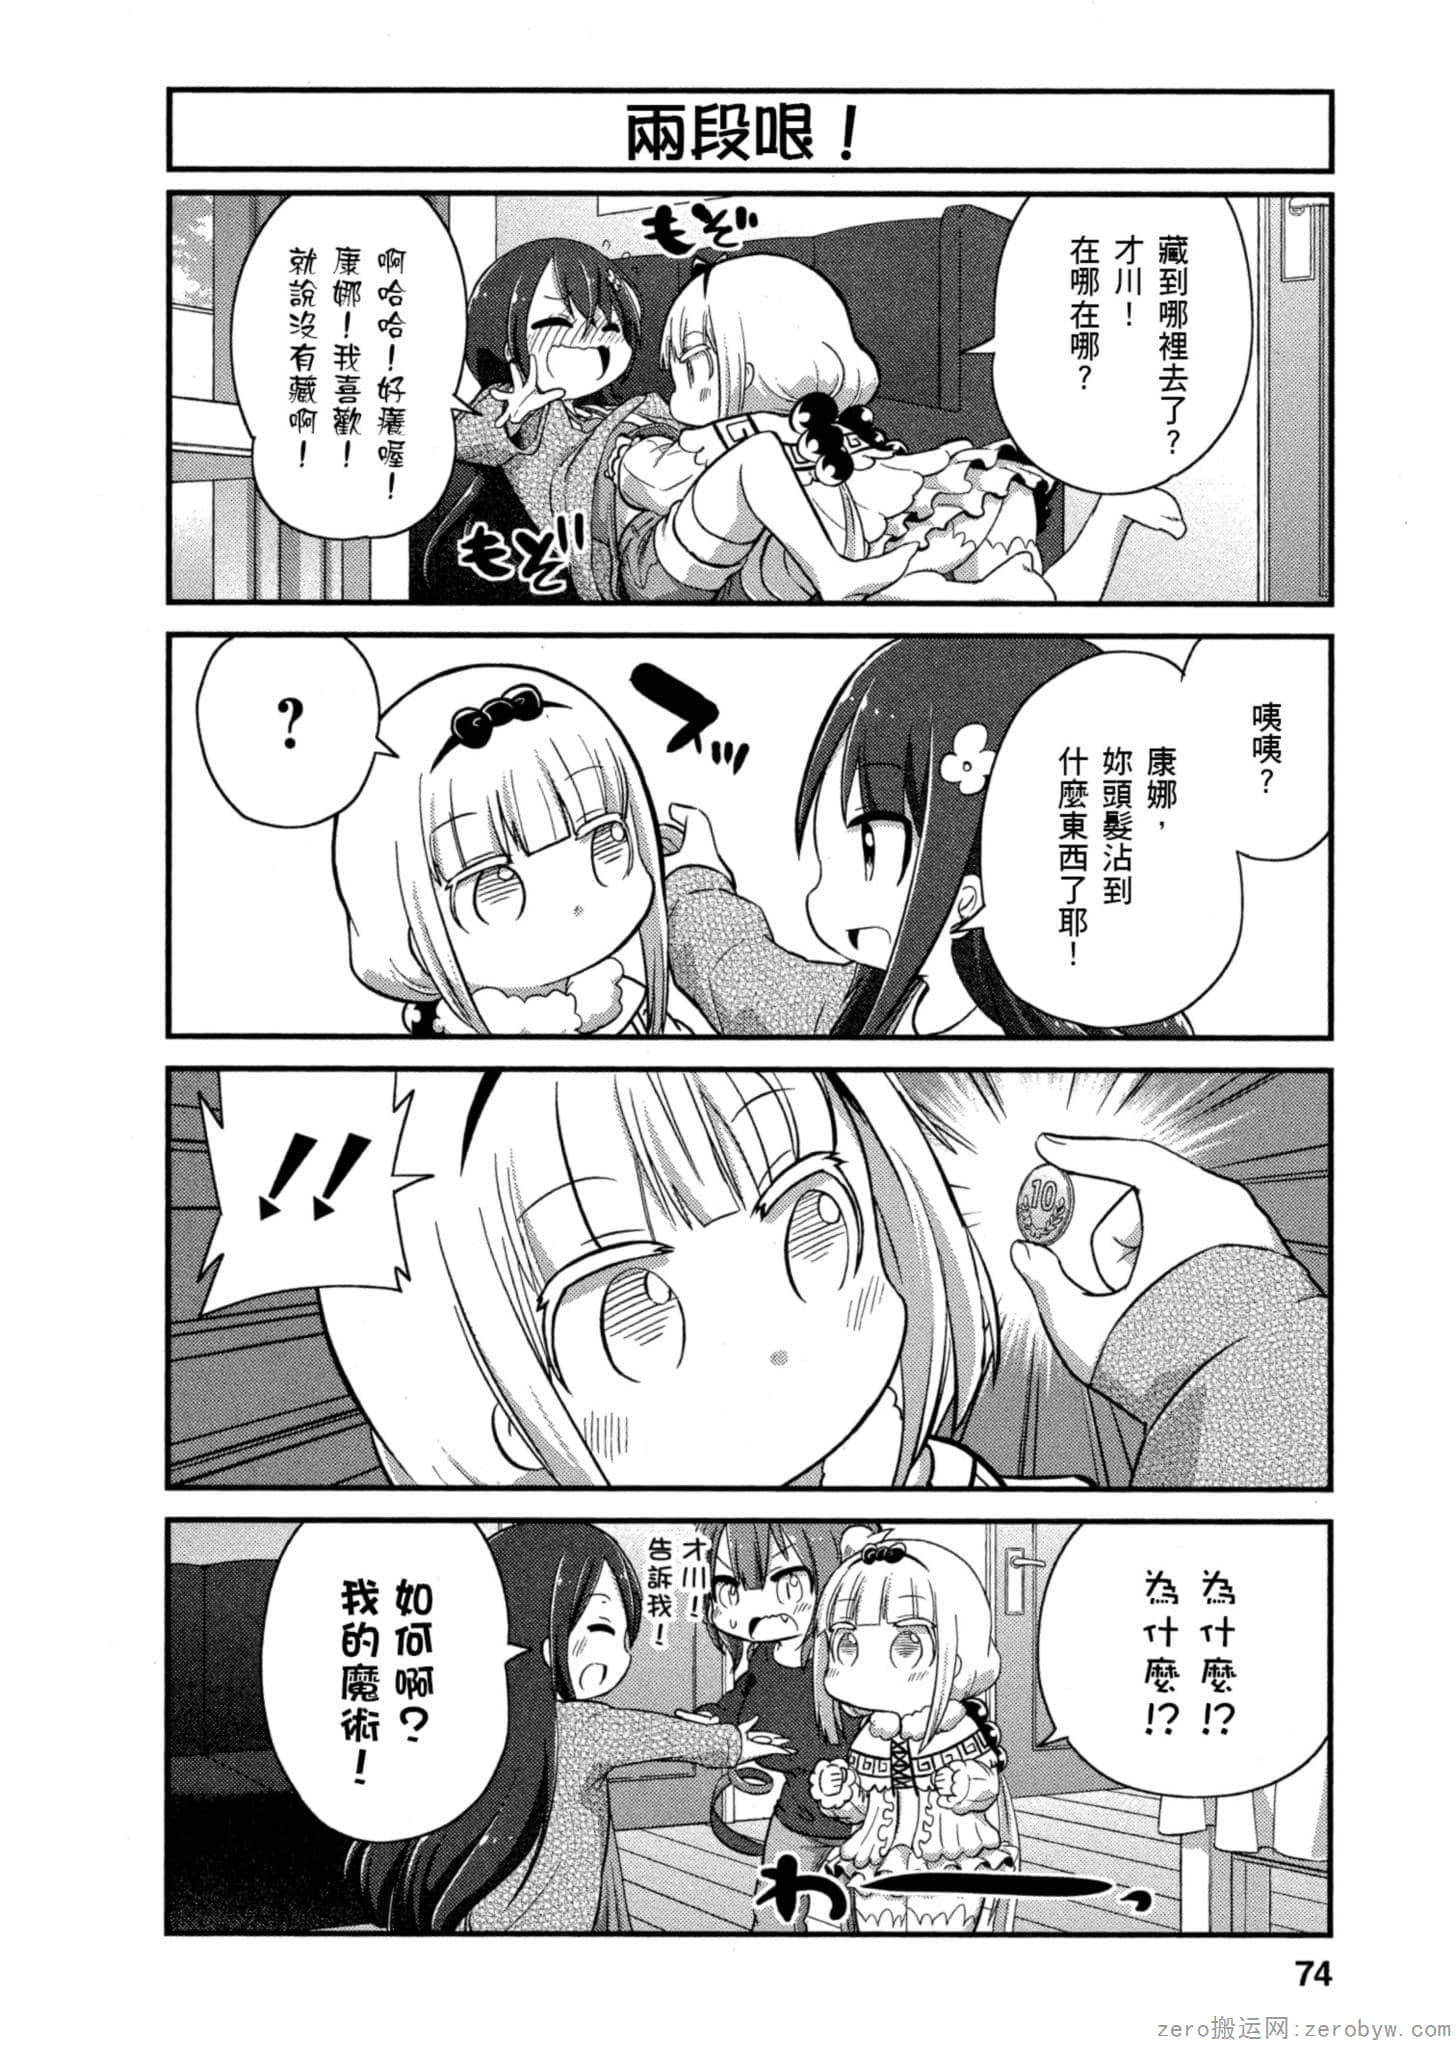 兩段哏！
藏到哪裡去了？
才川！
在哪在哪？
もぞ゛
啊哈哈！好癢喔！
康娜！我喜歡！
就說沒有藏啊！
もぞ゛
咦咦？
康娜，
妳頭髮沾到
什麼東西了耶！
スッ
？
10
！！
為什麼！？
為什麼！？
才川！
告訴我！
如何啊？
我的魔術！
わーっ
74
zero搬运网:zerobyw.com